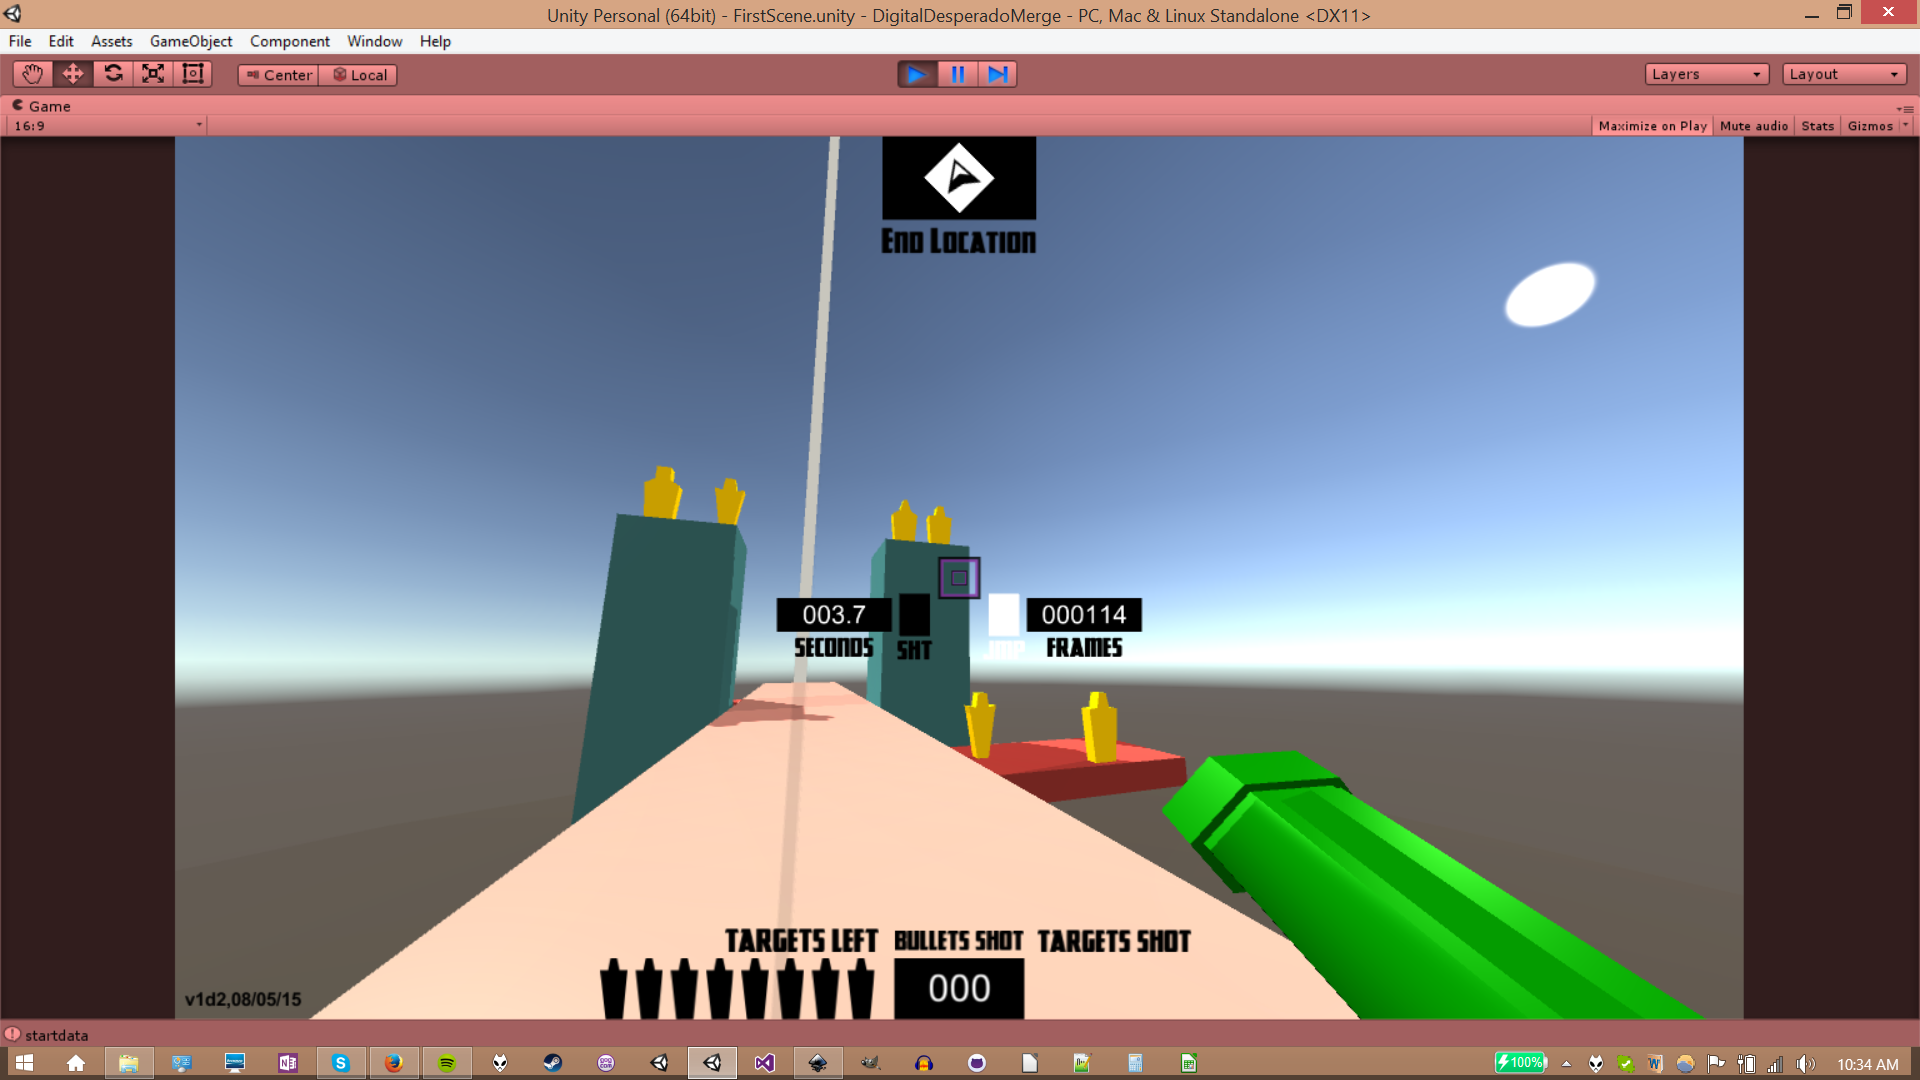 Unity Personal (64bit) - FirstScene.unity - DigitalDesperadoMerge - PC, Mac & Linux Standalone <DX11>
File Edit Assets GameObject Component Window Help
Center Local Layers Layout
Game
16:9 Maximize on Play Mute audio Stats Gizmos
END LOCATION
003.7 000114
SECONDS SHT JMP FRAMES
TARGETS LEFT BULLETS SHOT TARGETS SHOT
000
v1d2,08/05/15
startdata
100% 10:34 AM